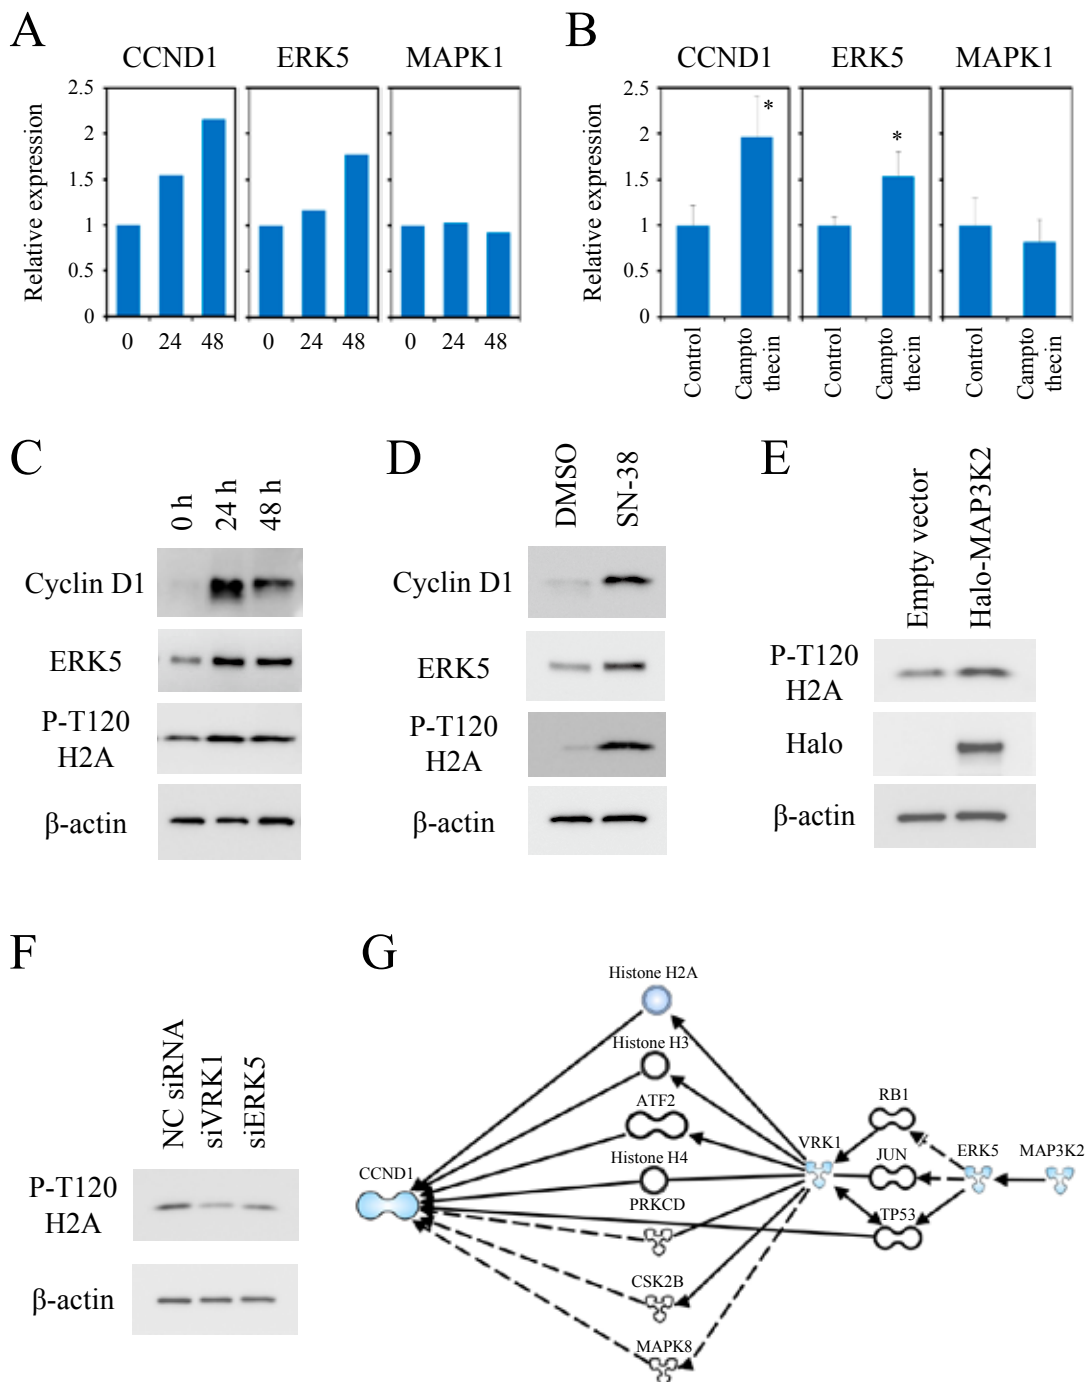 A
B
CCND1 ERK5 MAPK1
CCND1 ERK5 MAPK1
Relative expression
2.5
2
1
0.5
0
0 24 48
0 24 48
0 24 48
Relative expression
2.5
2
1
0.5
0
*
*
Control
Campto
thecin
Control
Campto
thecin
Control
Campto
thecin
C
0 h
24 h
48 h
Cyclin D1
ERK5
P-T120
H2A
β-actin
D
DMSO
SN-38
Cyclin D1
ERK5
P-T120
H2A
β-actin
E
Empty vector
Halo-MAP3K2
P-T120
H2A
Halo
β-actin
F
NC siRNA
siVRK1
siERK5
P-T120
H2A
β-actin
G
Histone H2A
Histone H3
ATF2
RB1
VRK1
CCND1
Histone H4
JUN
ERK5
MAP3K2
PRKCD
TP53
CSK2B
MAPK8